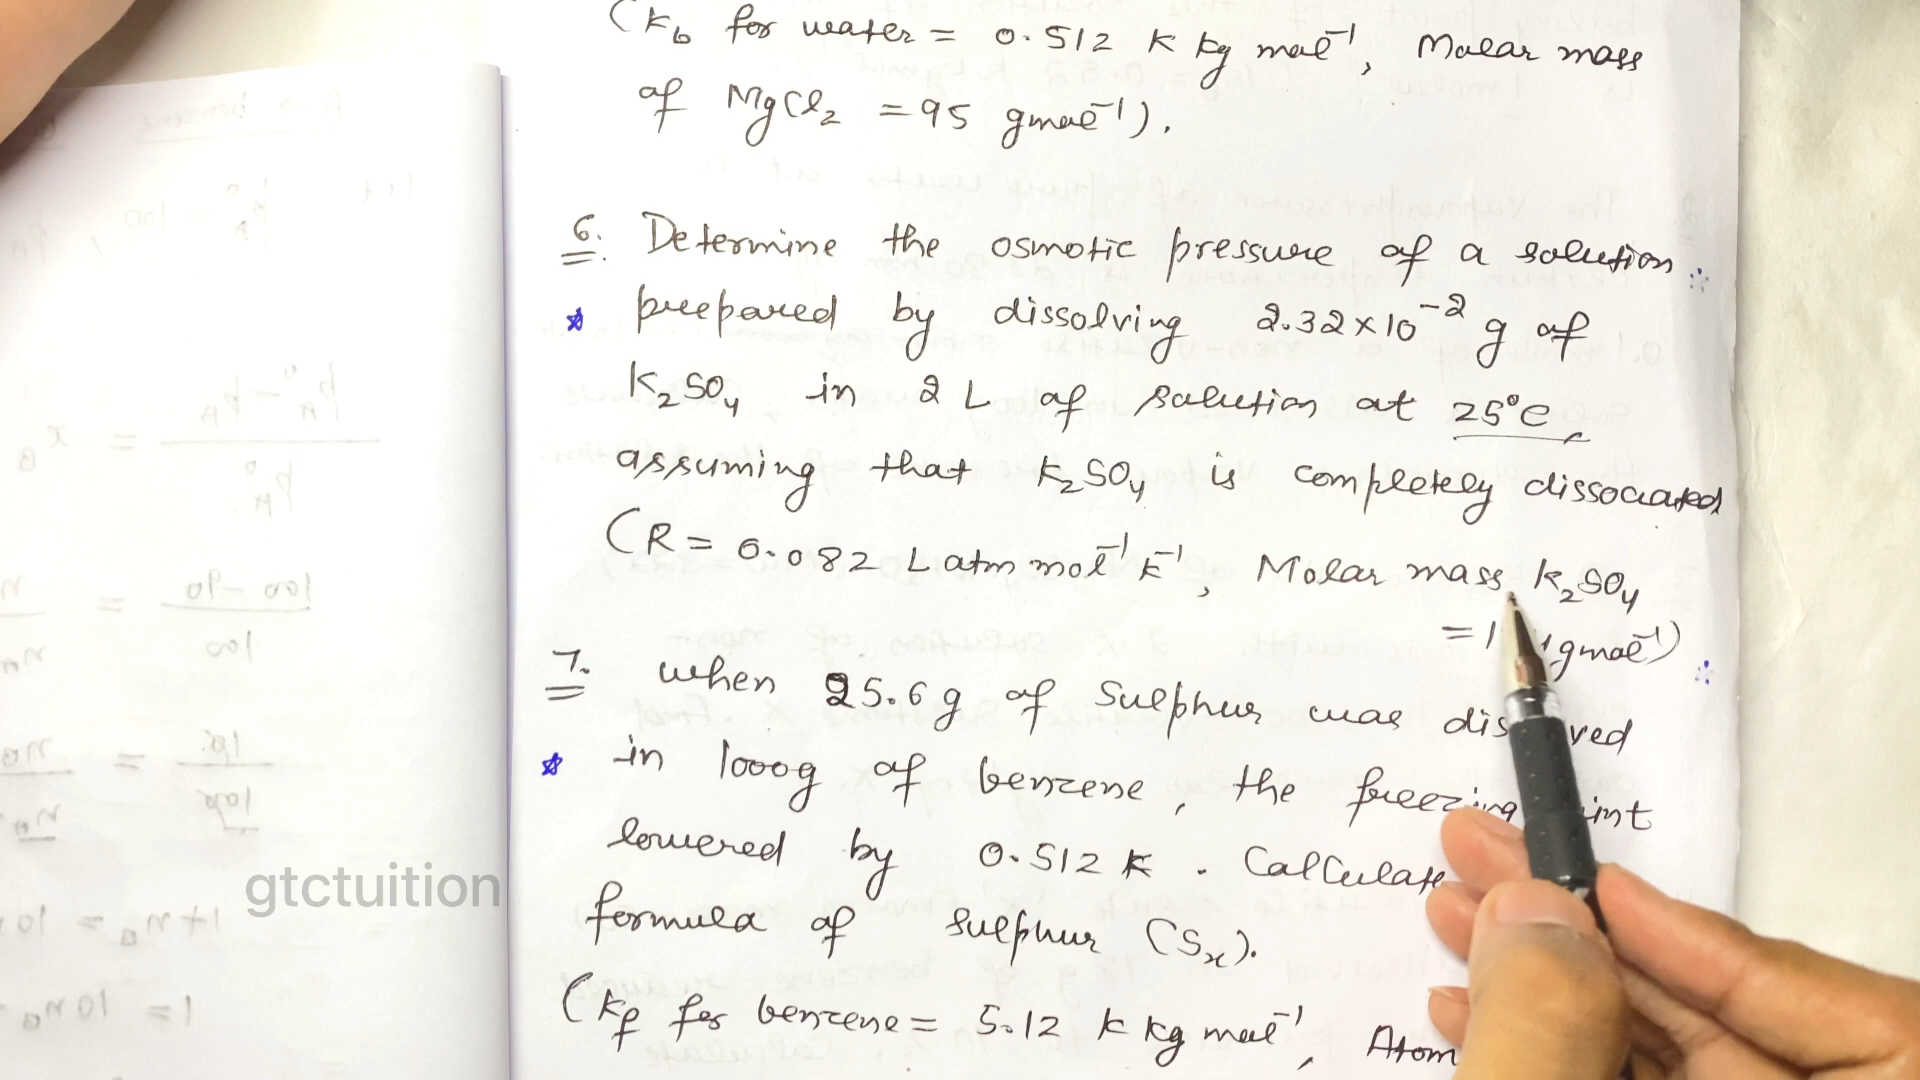 (Kb for water = 0.512 K kg mol⁻¹, Molar mass
of MgCl₂ = 95 gmol⁻¹).
6. Determine the osmotic pressure of a solution
prepared by dissolving 2.32×10⁻² g of
K₂SO₄ in 2 L of solution at 25°C,
assuming that K₂SO₄ is completely dissociated
(R = 0.082 L atm mol⁻¹ K⁻¹, Molar mass K₂SO₄
= 1 gmol⁻¹)
7. When 25.6 g of Sulphur was
in 1000g of benzene, the freezing
lowered by 0.512 K. Calculate
formula of sulphur (Sx).
(Kf for benzene = 5.12 K kg mol⁻¹, Atom
gtctuition